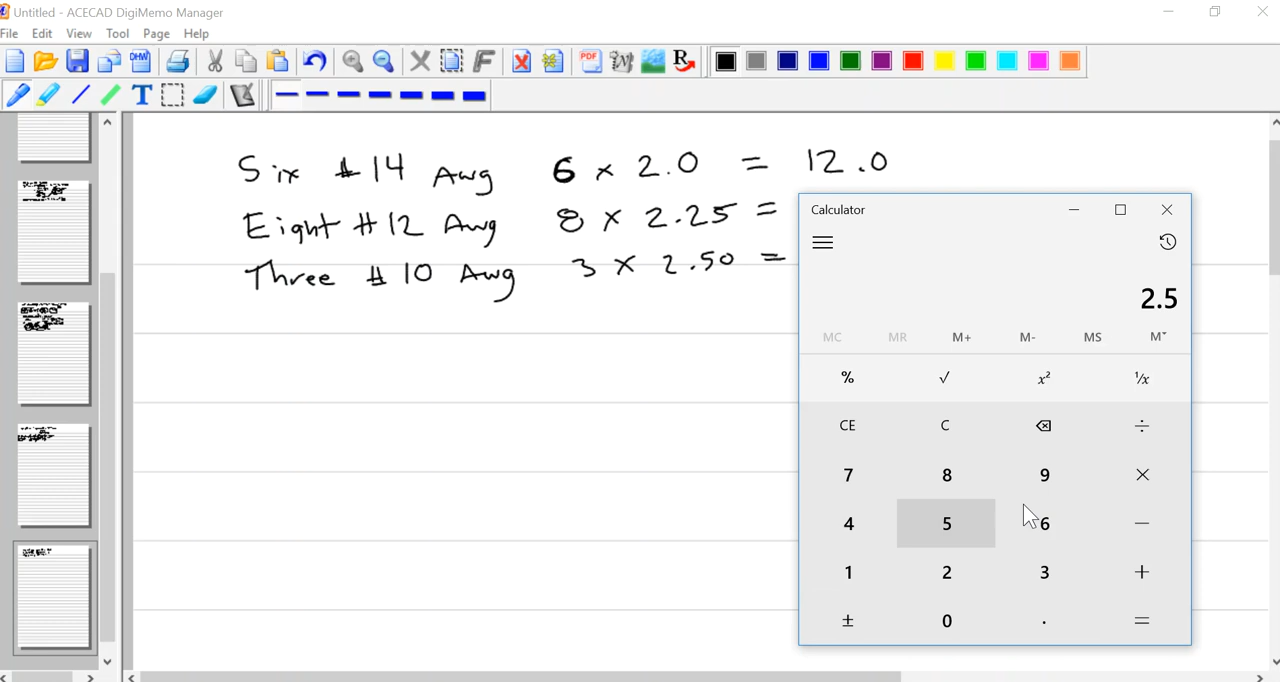 Untitled - ACECAD DigiMemo Manager
File Edit View Tool Page Help
PDF
Six #14 Awg 6 x 2.0 = 12.0
Eight #12 Awg 8 x 2.25 =
Three #10 Awg 3 x 2.50 =
Calculator
2.5
MC MR M+ M- MS M˅
% √ x² ¹/x
CE C ÷
7 8 9 ×
4 5 6 −
1 2 3 +
± 0 . =